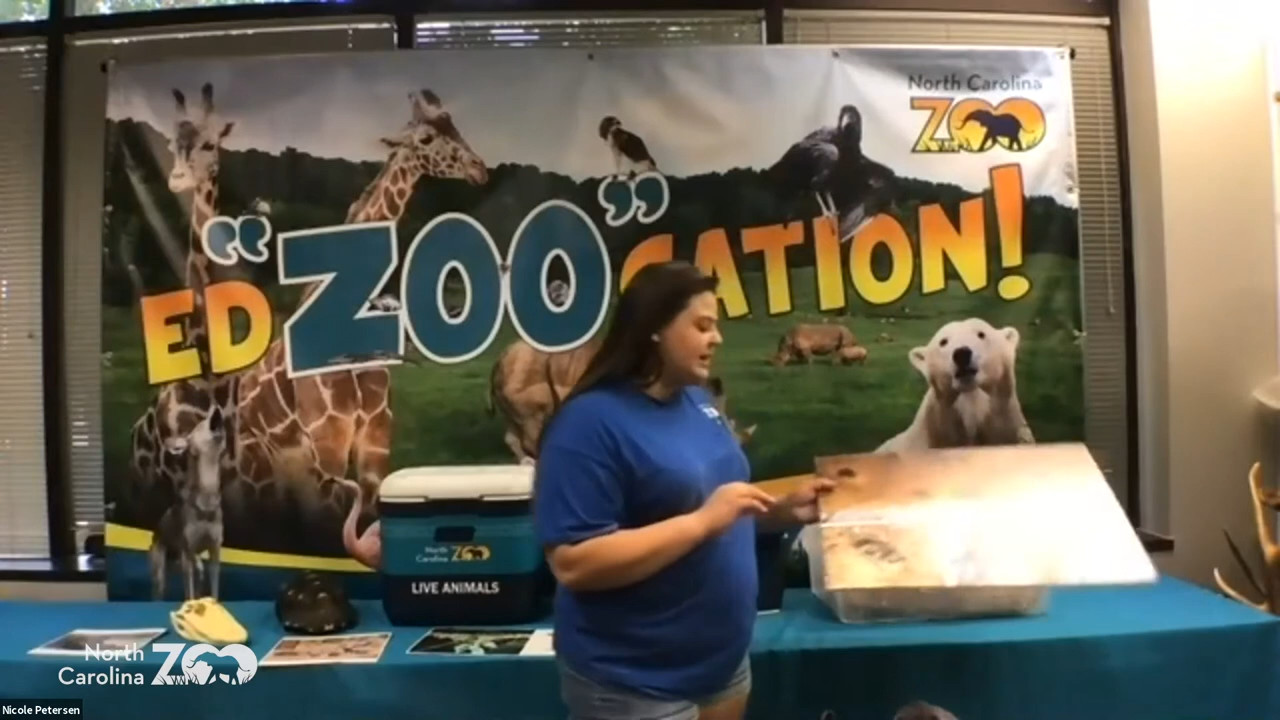 North Carolina
ZOO
ED"ZOO"CATION!
North Carolina ZOO
LIVE ANIMALS
North
Carolina ZOO
Nicole Petersen